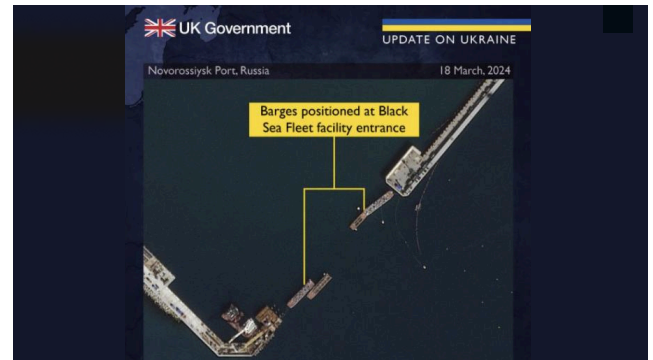 UK Government
UPDATE ON UKRAINE
Novorossiysk Port, Russia
18 March, 2024
Barges positioned at Black
Sea Fleet facility entrance